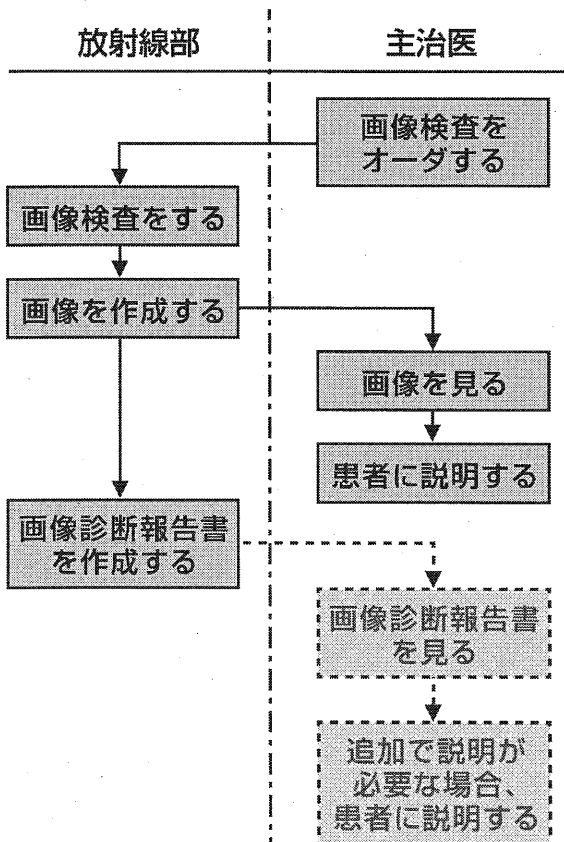 放射線部
主治医
画像検査を
オーダする
画像検査をする
画像を作成する
画像を見る
患者に説明する
画像診断報告書
を作成する
画像診断報告書
を見る
追加で説明が
必要な場合、
患者に説明する